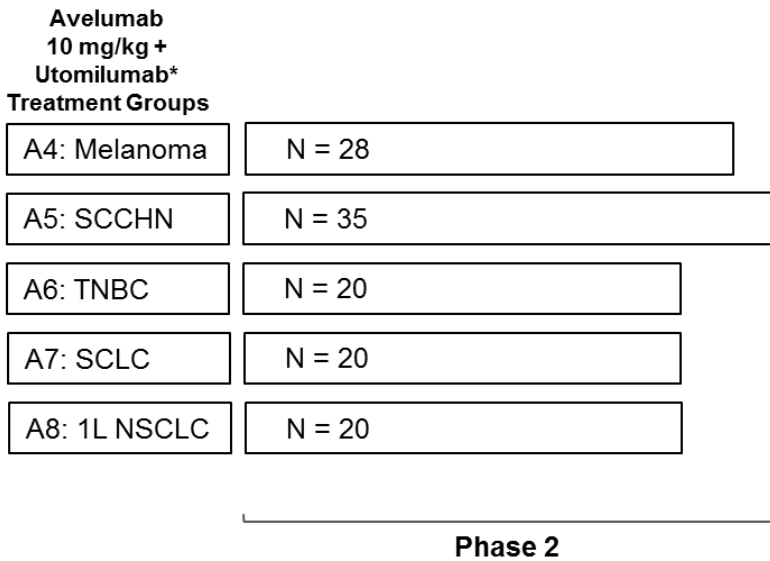 Avelumab
10 mg/kg +
Utomilumab*
Treatment Groups
A4: Melanoma N = 28
A5: SCCHN N = 35
A6: TNBC N = 20
A7: SCLC N = 20
A8: 1L NSCLC N = 20
Phase 2